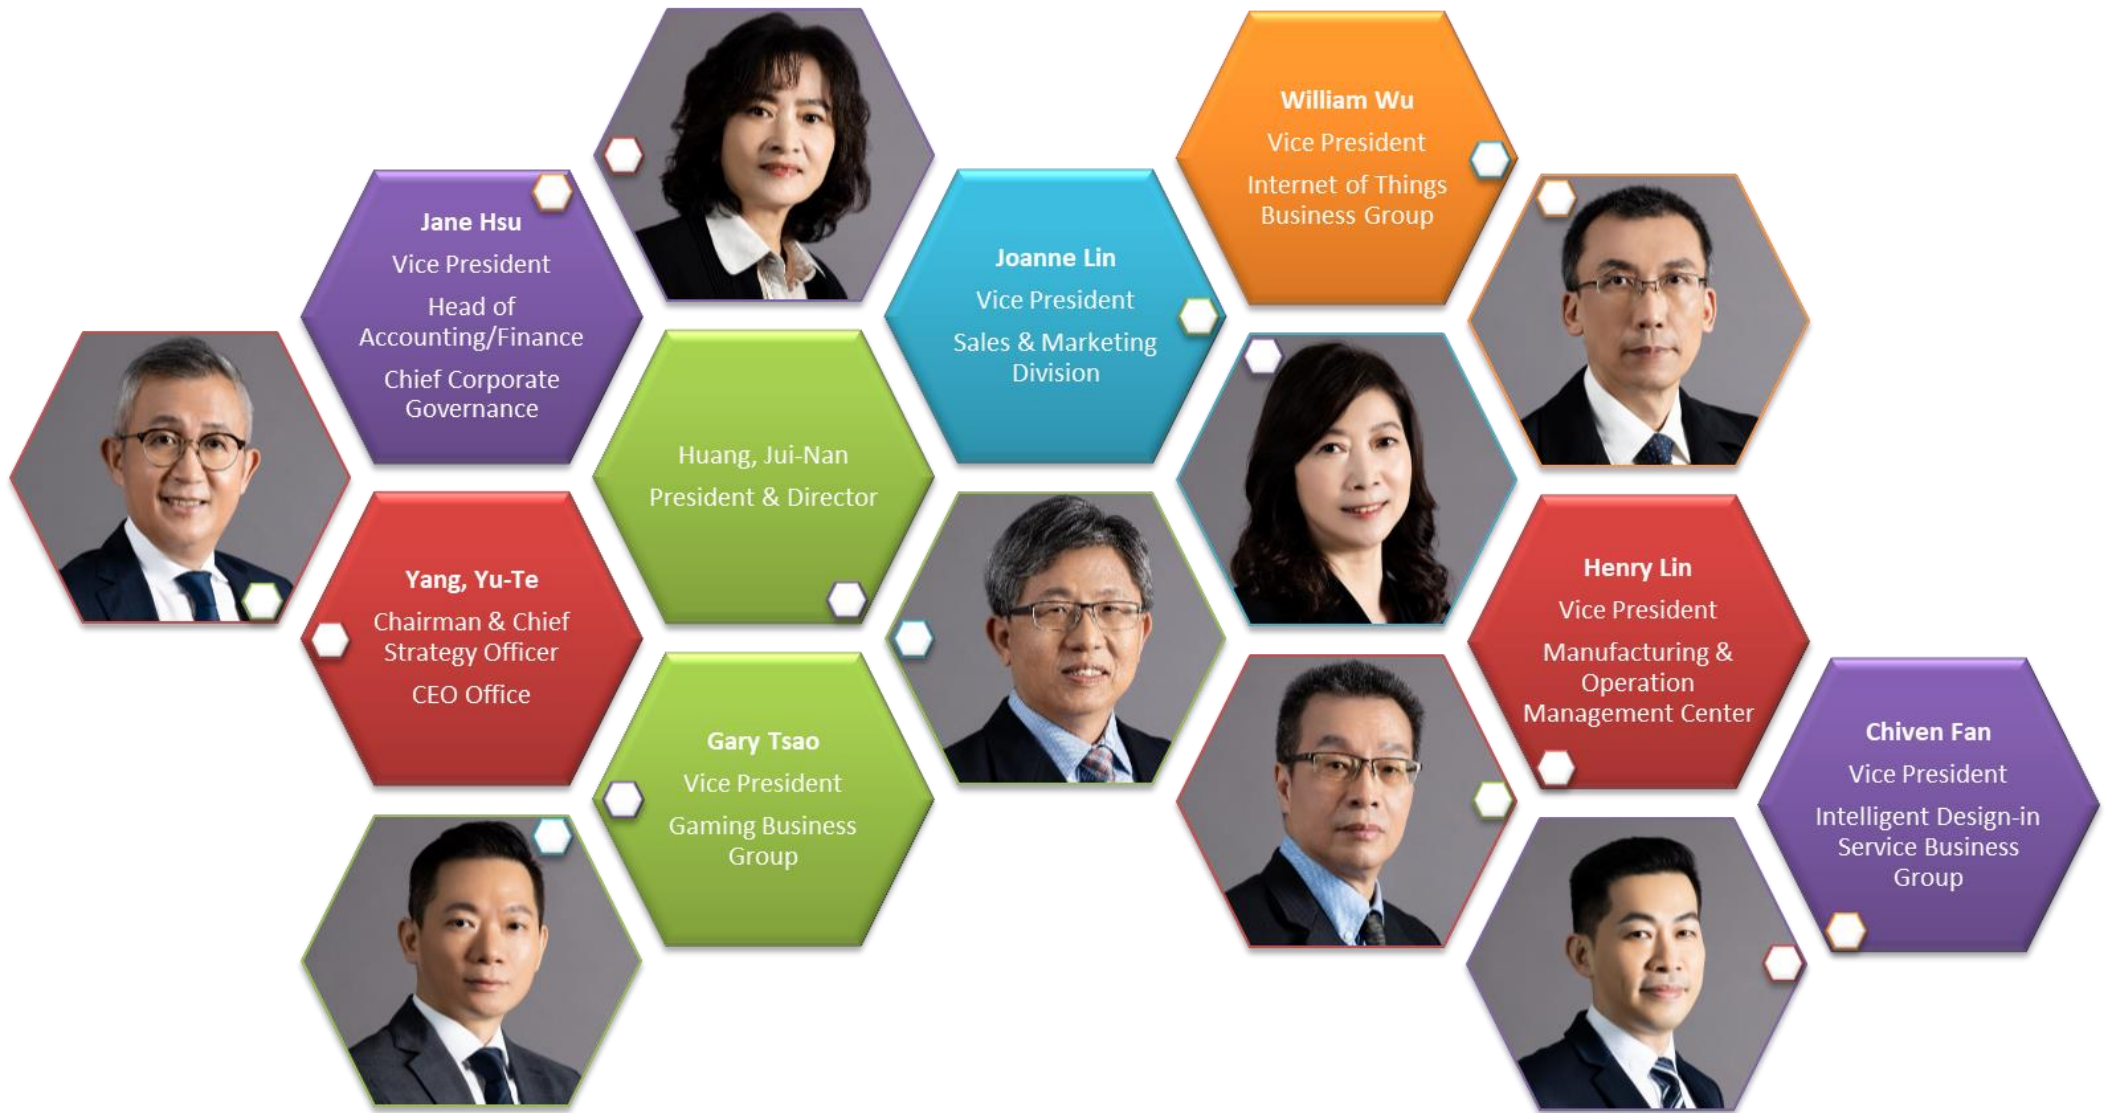 William Wu
Vice President
Internet of Things
Business Group
Jane Hsu
Vice President
Head of
Accounting/Finance
Chief Corporate
Governance
Joanne Lin
Vice President
Sales & Marketing
Division
Huang, Jui-Nan
President & Director
Yang, Yu-Te
Chairman & Chief
Strategy Officer
CEO Office
Henry Lin
Vice President
Manufacturing &
Operation
Management Center
Gary Tsao
Vice President
Gaming Business
Group
Chiven Fan
Vice President
Intelligent Design-in
Service Business
Group